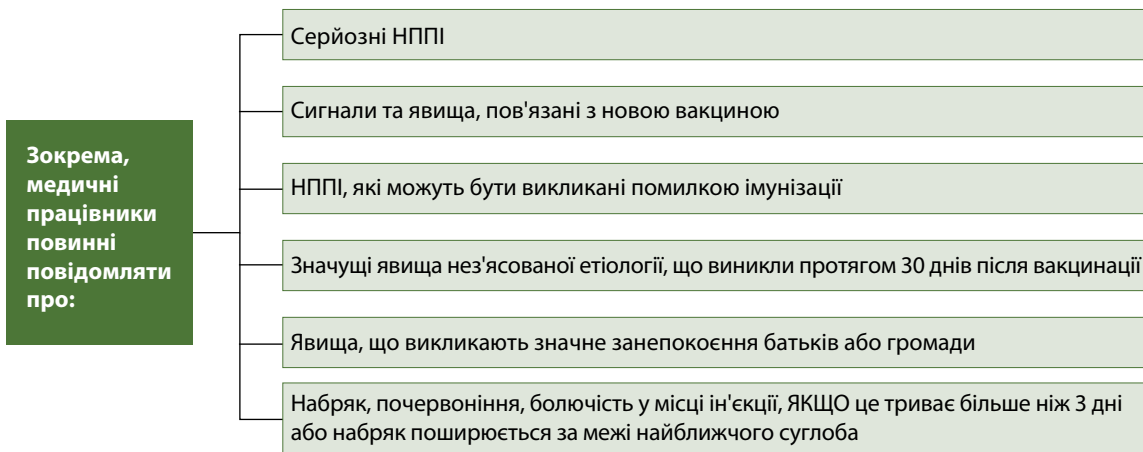 Зокрема,
медичні
працівники
повинні
повідомляти
про:
Серйозні НППІ
Сигнали та явища, пов'язані з новою вакциною
НППІ, які можуть бути викликані помилкою імунізації
Значущі явища нез'ясованої етіології, що виникли протягом 30 днів після вакцинації
Явища, що викликають значне занепокоєння батьків або громади
Набряк, почервоніння, болючість у місці ін'єкції, ЯКЩО це триває більше ніж 3 дні
або набряк поширюється за межі найближчого суглоба